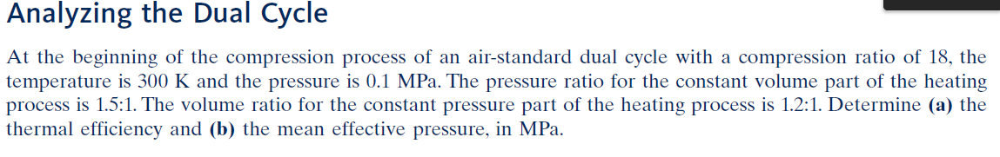 Analyzing the Dual Cycle
At the beginning of the compression process of an air-standard dual cycle with a compression ratio of 18, the
temperature is 300 K and the pressure is 0.1 MPa. The pressure ratio for the constant volume part of the heating
process is 1.5:1. The volume ratio for the constant pressure part of the heating process is 1.2:1. Determine (a) the
thermal efficiency and (b) the mean effective pressure, in MPa.